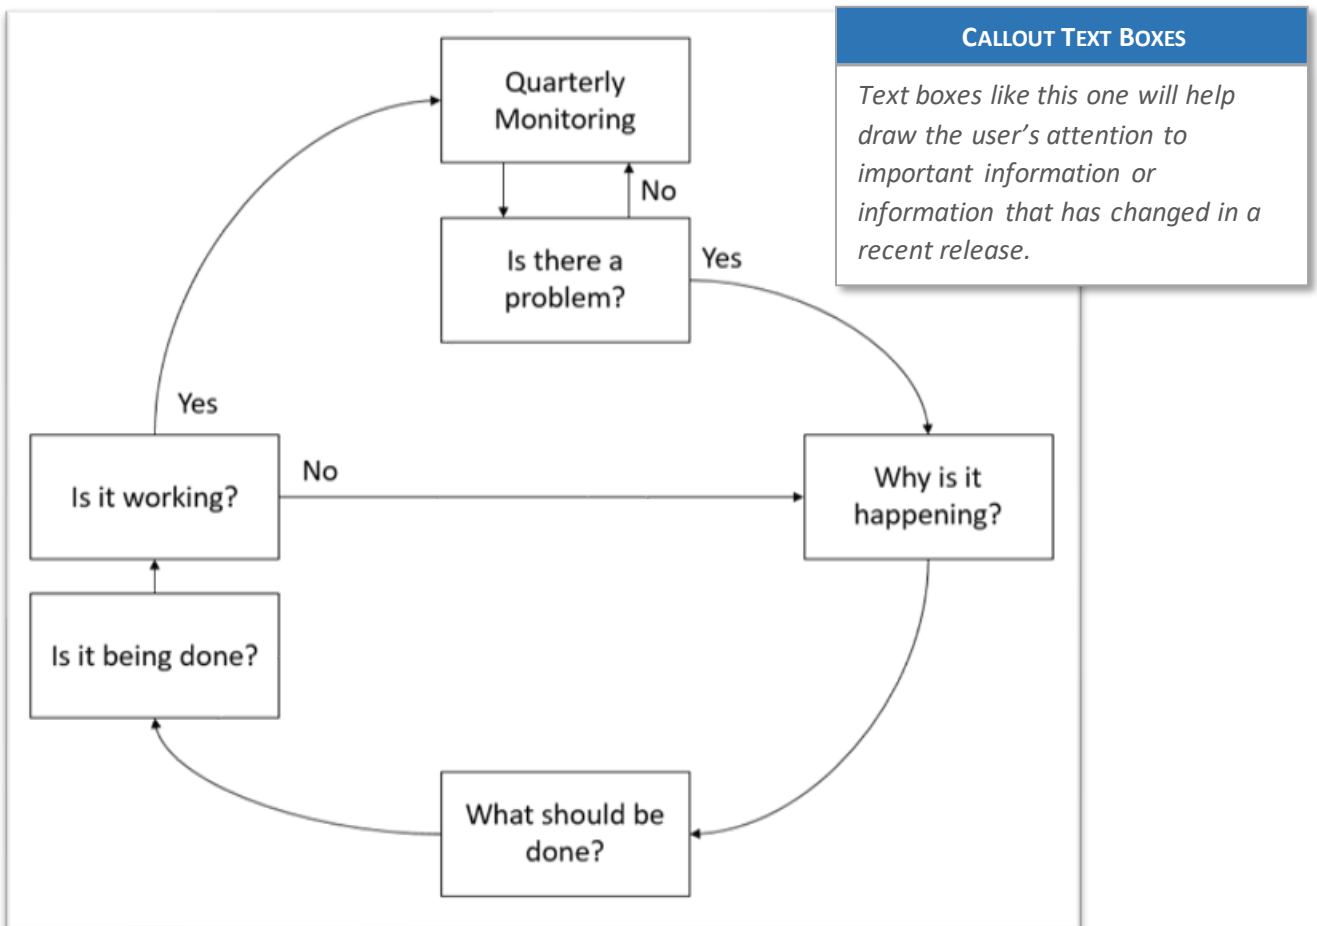 CALLOUT TEXT BOXES
Text boxes like this one will help
draw the user’s attention to
important information or
information that has changed in a
recent release.
Quarterly
Monitoring
No
Is there a
problem?
Yes
Yes
Is it working?
No
Why is it
happening?
Is it being done?
What should be
done?